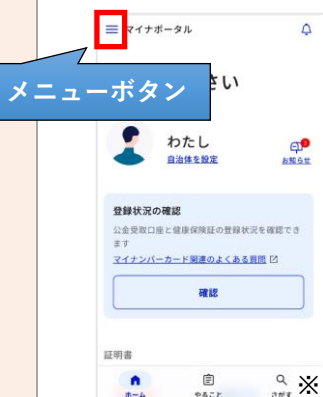 マイナポータル
メニューボタン
さい
わたし
自治体を設定
お知らせ
登録状況の確認
公金受取口座と健康保険証の登録状況を確認でき
ます
マイナンバーカード関連のよくある質問
確認
証明書
ホーム
やること
さがす
※